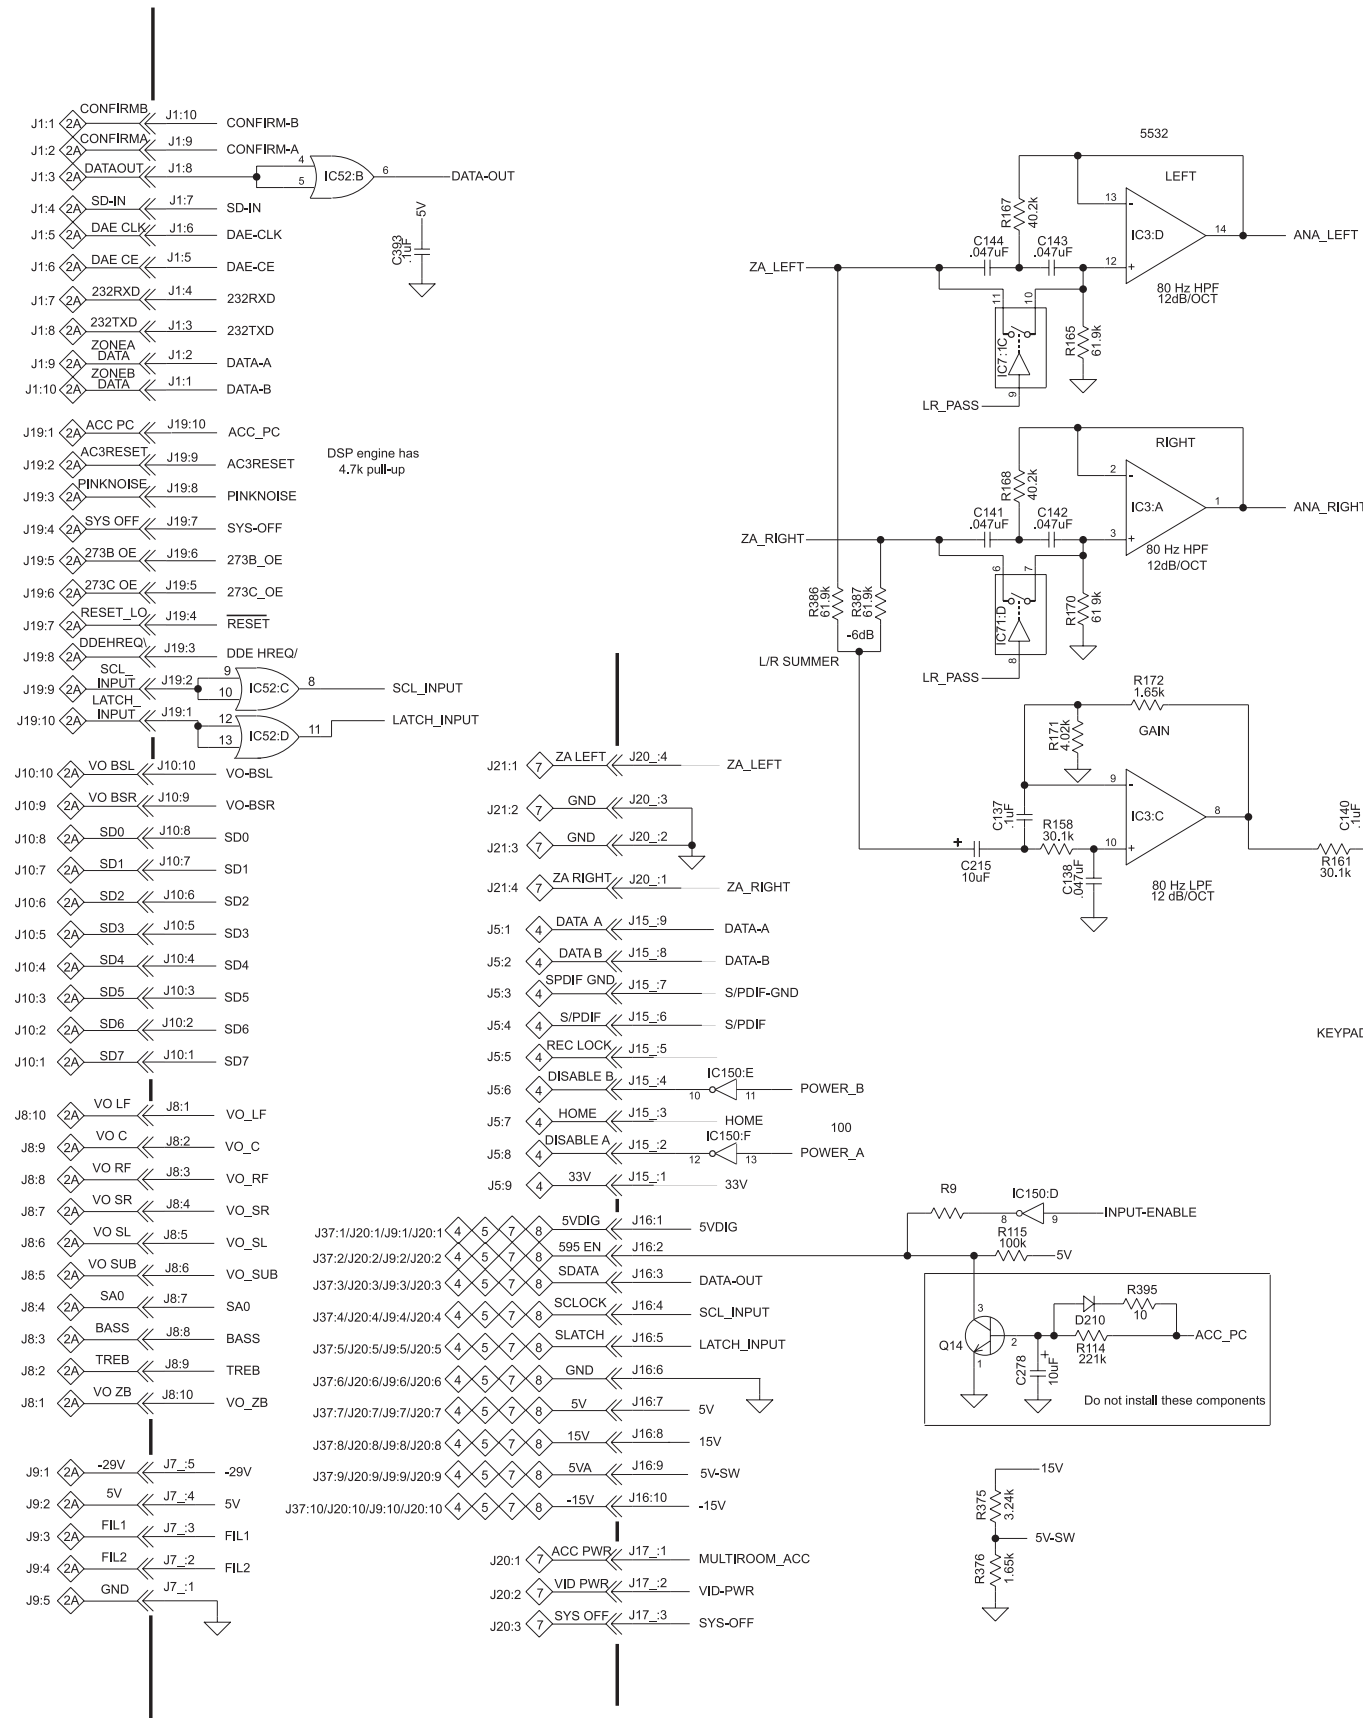 J1:1 2A CONFIRMB J1:10 CONFIRM-B
J1:2 2A CONFIRMA J1:9 CONFIRM-A
J1:3 2A DATAOUT J1:8 4 5 IC52:B 6 DATA-OUT
J1:4 2A SD-IN J1:7 SD-IN
J1:5 2A DAE CLK J1:6 DAE-CLK
J1:6 2A DAE CE J1:5 DAE-CE
J1:7 2A 232RXD J1:4 232RXD
J1:8 2A 232TXD J1:3 232TXD
J1:9 2A ZONEA DATA J1:2 DATA-A
J1:10 2A ZONEB DATA J1:1 DATA-B
5V
C393
.1uF
J19:1 2A ACC PC J19:10 ACC_PC
J19:2 2A AC3RESET J19:9 AC3RESET
J19:3 2A PINKNOISE J19:8 PINKNOISE
J19:4 2A SYS OFF J19:7 SYS-OFF
J19:5 2A 273B OE J19:6 273B_OE
J19:6 2A 273C OE J19:5 273C_OE
J19:7 2A RESET_LO J19:4 RESET
J19:8 2A DDEHREQ\ J19:3 DDE HREQ/
J19:9 2A SCL_ INPUT J19:2 9 10 IC52:C 8 SCL_INPUT
J19:10 2A LATCH_ INPUT J19:1 12 13 IC52:D 11 LATCH_INPUT
DSP engine has
4.7k pull-up
J10:10 2A VO BSL J10:10 VO-BSL
J10:9 2A VO BSR J10:9 VO-BSR
J10:8 2A SD0 J10:8 SD0
J10:7 2A SD1 J10:7 SD1
J10:6 2A SD2 J10:6 SD2
J10:5 2A SD3 J10:5 SD3
J10:4 2A SD4 J10:4 SD4
J10:3 2A SD5 J10:3 SD5
J10:2 2A SD6 J10:2 SD6
J10:1 2A SD7 J10:1 SD7
J8:10 2A VO LF J8:1 VO_LF
J8:9 2A VO C J8:2 VO_C
J8:8 2A VO RF J8:3 VO_RF
J8:7 2A VO SR J8:4 VO_SR
J8:6 2A VO SL J8:5 VO_SL
J8:5 2A VO SUB J8:6 VO_SUB
J8:4 2A SA0 J8:7 SA0
J8:3 2A BASS J8:8 BASS
J8:2 2A TREB J8:9 TREB
J8:1 2A VO ZB J8:10 VO_ZB
J9:1 2A -29V J7_:5 -29V
J9:2 2A 5V J7_:4 5V
J9:3 2A FIL1 J7_:3 FIL1
J9:4 2A FIL2 J7_:2 FIL2
J9:5 2A GND J7_:1
J21:1 7 ZA LEFT J20_:4 ZA_LEFT
J21:2 7 GND J20_:3
J21:3 7 GND J20_:2
J21:4 7 ZA RIGHT J20_:1 ZA_RIGHT
J5:1 4 DATA A J15_:9 DATA-A
J5:2 4 DATA B J15_:8 DATA-B
J5:3 4 SPDIF GND J15_:7 S/PDIF-GND
J5:4 4 S/PDIF J15_:6 S/PDIF
J5:5 4 REC LOCK J15_:5
J5:6 4 DISABLE B J15_:4 10 IC150:E 11 POWER_B
J5:7 4 HOME J15_:3 HOME 100
J5:8 4 DISABLE A J15_:2 12 IC150:F 13 POWER_A
J5:9 4 33V J15_:1 33V
J37:1/J20:1/J9:1/J20:1 4 5 7 8 5VDIG J16:1 5VDIG
J37:2/J20:2/J9:2/J20:2 4 5 7 8 595 EN J16:2
J37:3/J20:3/J9:3/J20:3 4 5 7 8 SDATA J16:3 DATA-OUT
J37:4/J20:4/J9:4/J20:4 4 5 7 8 SCLOCK J16:4 SCL_INPUT
J37:5/J20:5/J9:5/J20:5 4 5 7 8 SLATCH J16:5 LATCH_INPUT
J37:6/J20:6/J9:6/J20:6 4 5 7 8 GND J16:6
J37:7/J20:7/J9:7/J20:7 4 5 7 8 5V J16:7 5V
J37:8/J20:8/J9:8/J20:8 4 5 7 8 15V J16:8 15V
J37:9/J20:9/J9:9/J20:9 4 5 7 8 5VA J16:9 5V-SW
J37:10/J20:10/J9:10/J20:10 4 5 7 8 -15V J16:10 -15V
J20:1 7 ACC PWR J17_:1 MULTIROOM_ACC
J20:2 7 VID PWR J17_:2 VID-PWR
J20:3 7 SYS OFF J17_:3 SYS-OFF
5532
LEFT
R167
40.2k
13 -
IC3:D
14 ANA_LEFT
12 +
C144
.047uF
C143
.047uF
ZA_LEFT
80 Hz HPF
12dB/OCT
11 10
IC7:1C
R165
61.9k
9
LR_PASS
RIGHT
R168
40.2k
2 -
IC3:A
1 ANA_RIGHT
3 +
C141
.047uF
C142
.047uF
ZA_RIGHT
80 Hz HPF
12dB/OCT
6 7
IC71:D
R170
61 9k
8
LR_PASS
R386
61.9k
R387
61.9k
-6dB
L/R SUMMER
R172
1.65k
GAIN
R171
4.02k
9 -
IC3:C
8
10 +
C137
.1uF
R158
30.1k
+
C215
10uF
C138
.047uF
80 Hz LPF
12 dB/OCT
C140
.1uF
R161
30.1k
KEYPAD
R9
IC150:D
8 9
INPUT-ENABLE
R115
100k
5V
3
Q14
2
1
D210
R395
10
R114
221k
ACC_PC
C278
+
10uF
Do not install these components
15V
R375
3.24k
5V-SW
R376
1.65k